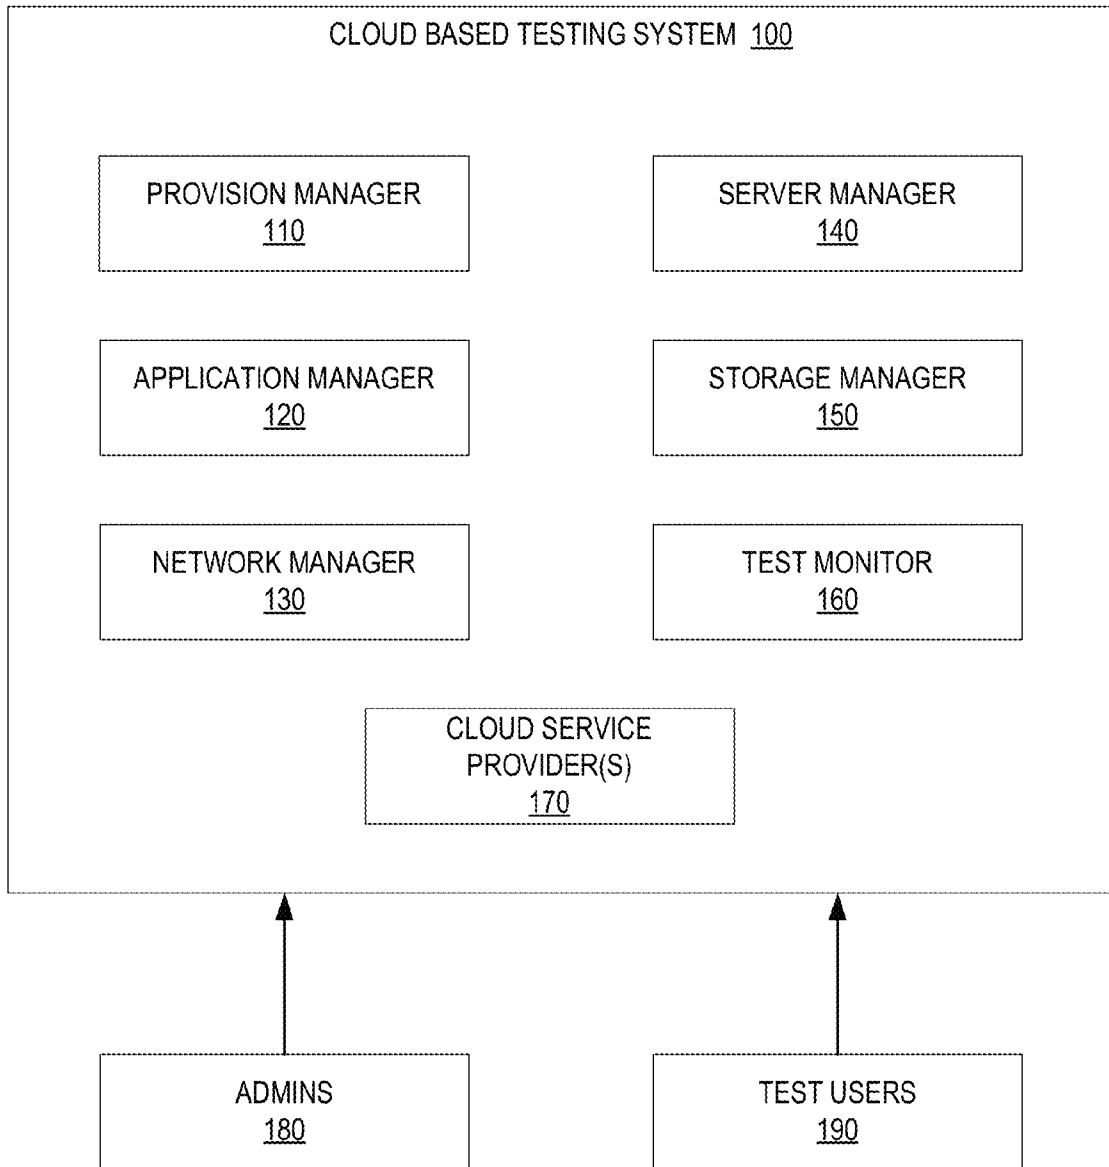 CLOUD BASED TESTING SYSTEM 100
PROVISION MANAGER
110
SERVER MANAGER
140
APPLICATION MANAGER
120
STORAGE MANAGER
150
NETWORK MANAGER
130
TEST MONITOR
160
CLOUD SERVICE
PROVIDER(S)
170
ADMINS
180
TEST USERS
190